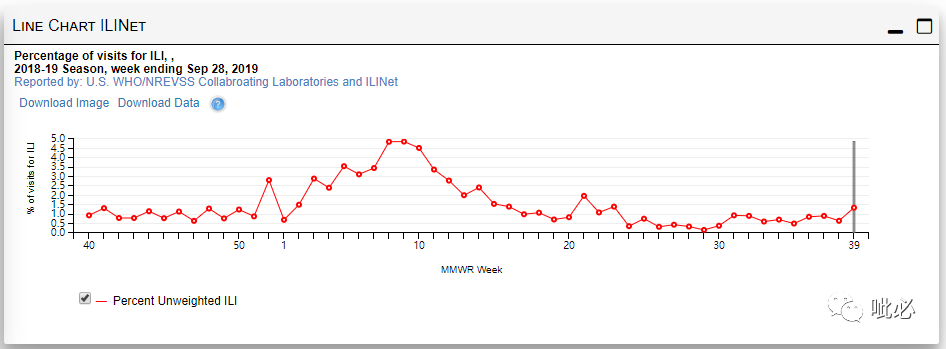 Line Chart ILINet
Percentage of visits for ILI, ,
2018-19 Season, week ending Sep 28, 2019
Reported by: U.S. WHO/NREVSS Collabroating Laboratories and ILINet
Download Image Download Data ?
% of visits for ILI
5.0
4.5
4.0
3.5
3.0
2.5
2.0
1.5
1.0
0.5
0.0
40 50 1 10 20 30 39
MMWR Week
— Percent Unweighted ILI
呲必